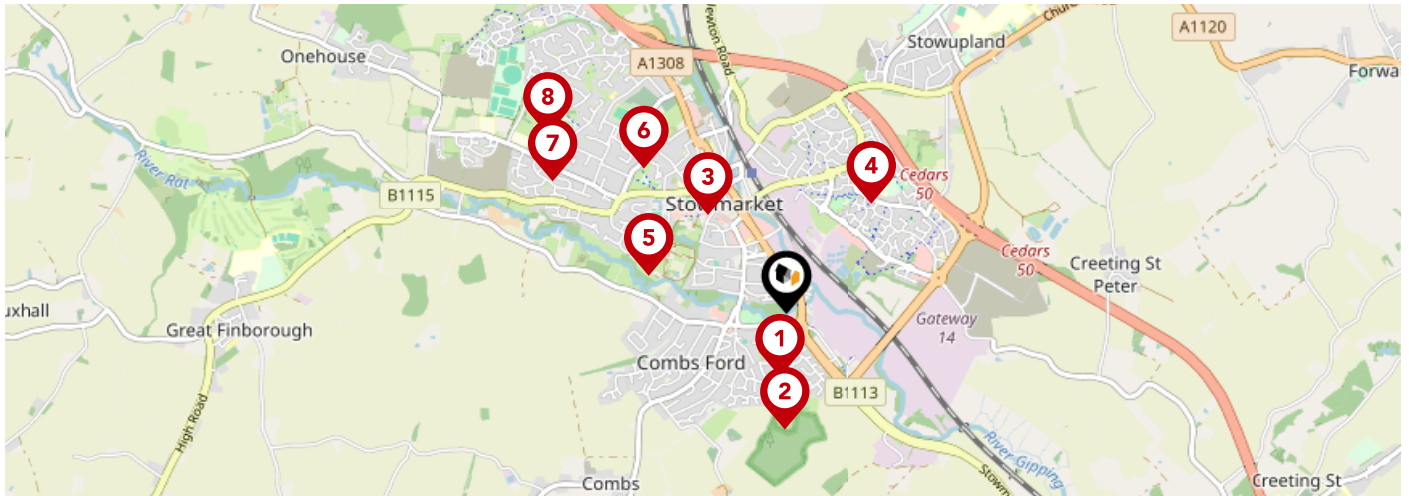 Onehouse
A1308
Newton Road
Stowupland
A1120
8
7
6
3
4
Cedars
50
River Rat
B1115
Stowmarket
5
Cedars
50
Creeting St
Peter
uxhall
Great Finborough
Gateway
14
1
Combs Ford
2
B1113
High Road
River Gipping
Combs
Creeting St